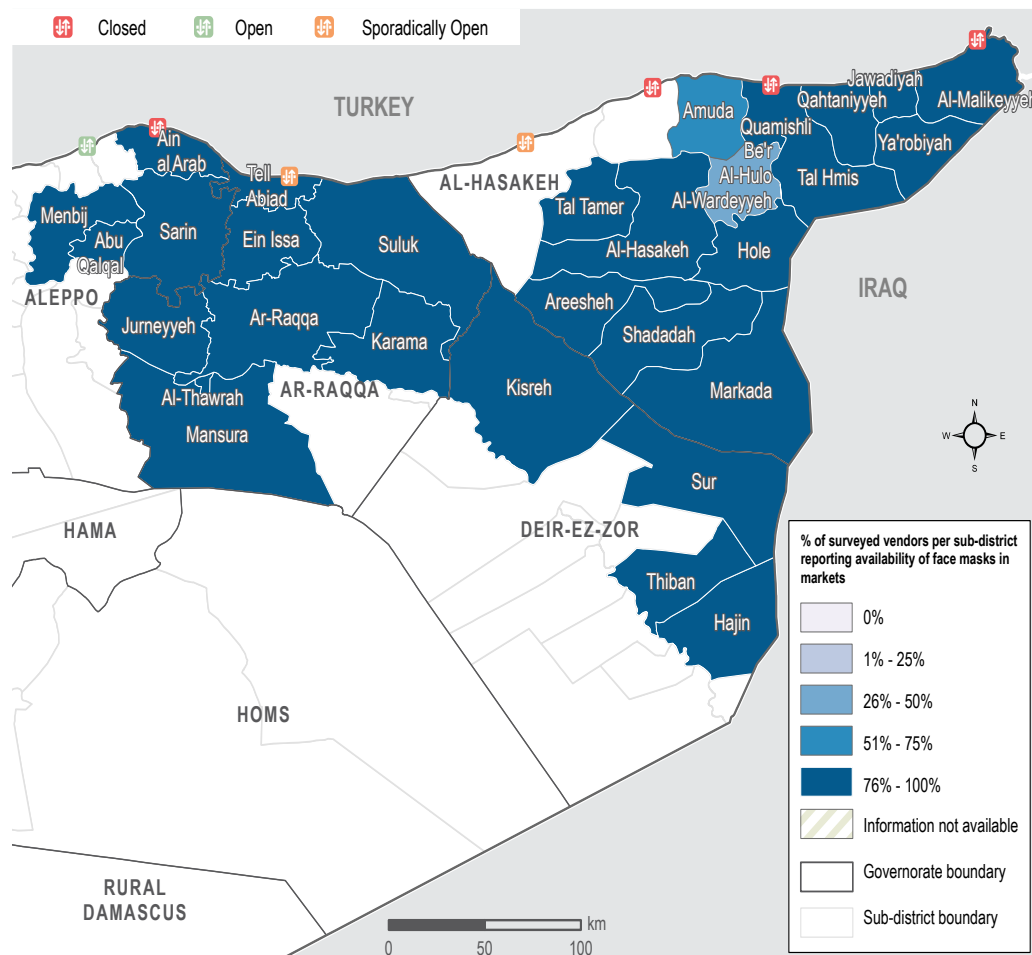 Closed
Open
Sporadically Open
TURKEY
Jawadiyah
Qahtaniyyeh
Al-Malikeyyeh
Amuda
Quamishli
Ya'robiyah
Be'r
Al-Hulo
Al-Wardeyyeh
Tal Hmis
Ain
al Arab
Tell
Abiad
AL-HASAKEH
Tal Tamer
Menbij
Abu
Qalqal
Sarin
Ein Issa
Suluk
Al-Hasakeh
Hole
ALEPPO
IRAQ
Jurneyyeh
Ar-Raqqa
Karama
Areesheh
Shadadah
Kisreh
Markada
AR-RAQQA
Al-Thawrah
Mansura
N
W
E
S
Sur
HAMA
DEIR-EZ-ZOR
Thiban
Hajin
HOMS
RURAL
DAMASCUS
% of surveyed vendors per sub-district
reporting availability of face masks in
markets
0%
1% - 25%
26% - 50%
51% - 75%
76% - 100%
Information not available
Governorate boundary
Sub-district boundary
km
0
50
100